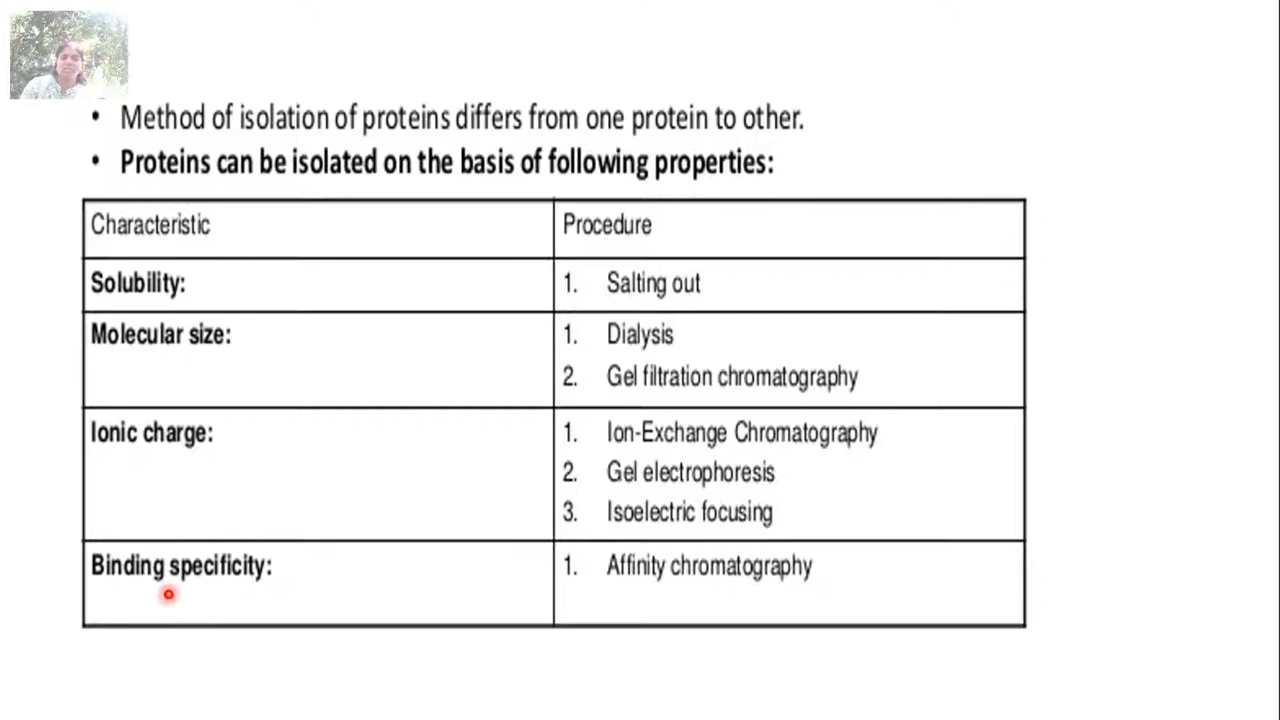 • Method of isolation of proteins differs from one protein to other.
• Proteins can be isolated on the basis of following properties:
Characteristic Procedure
Solubility: 1. Salting out
Molecular size: 1. Dialysis
2. Gel filtration chromatography
Ionic charge: 1. Ion-Exchange Chromatography
2. Gel electrophoresis
3. Isoelectric focusing
Binding specificity: 1. Affinity chromatography